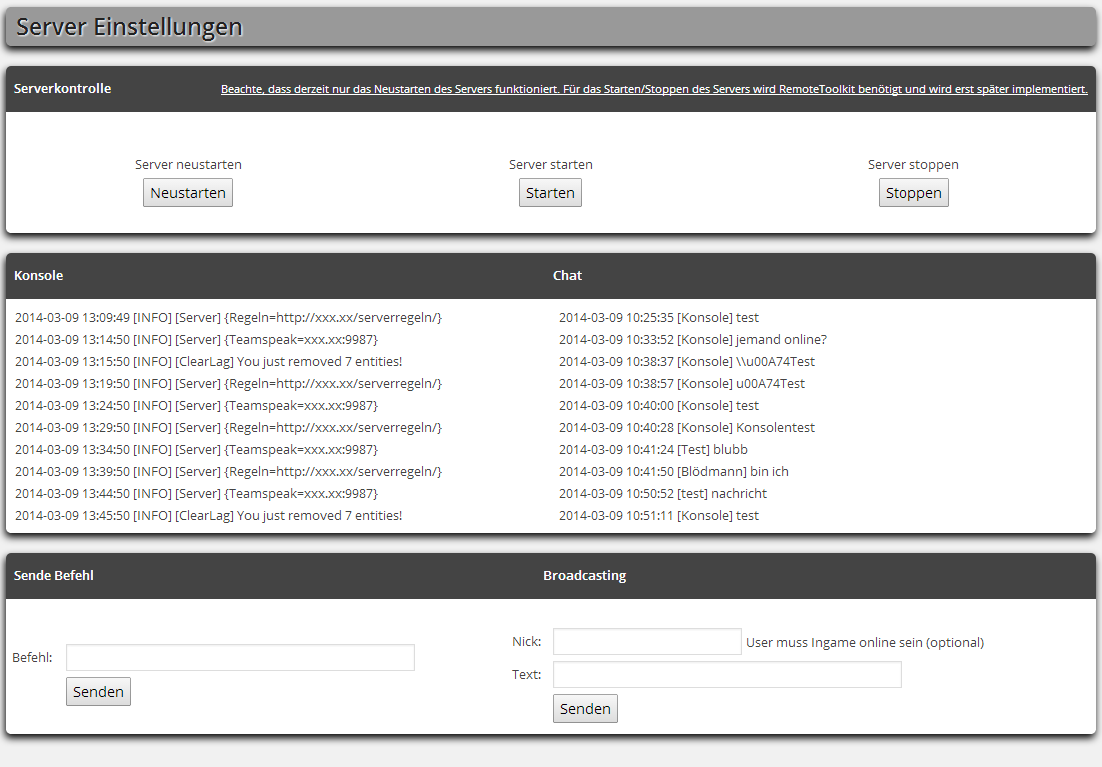 Server Einstellungen
Serverkontrolle
Beachte, dass derzeit nur das Neustarten des Servers funktioniert. Für das Starten/Stoppen des Servers wird RemoteToolkit benötigt und wird erst später implementiert.
Server neustarten
Neustarten
Server starten
Starten
Server stoppen
Stoppen
Konsole
2014-03-09 13:09:49 [INFO] [Server] {Regeln=http://xxx.xx/serverregeln/}
2014-03-09 13:14:50 [INFO] [Server] {Teamspeak=xxx.xx:9987}
2014-03-09 13:15:50 [INFO] [ClearLag] You just removed 7 entities!
2014-03-09 13:19:50 [INFO] [Server] {Regeln=http://xxx.xx/serverregeln/}
2014-03-09 13:24:50 [INFO] [Server] {Teamspeak=xxx.xx:9987}
2014-03-09 13:29:50 [INFO] [Server] {Regeln=http://xxx.xx/serverregeln/}
2014-03-09 13:34:50 [INFO] [Server] {Teamspeak=xxx.xx:9987}
2014-03-09 13:39:50 [INFO] [Server] {Regeln=http://xxx.xx/serverregeln/}
2014-03-09 13:44:50 [INFO] [Server] {Teamspeak=xxx.xx:9987}
2014-03-09 13:45:50 [INFO] [ClearLag] You just removed 7 entities!
Chat
2014-03-09 10:25:35 [Konsole] test
2014-03-09 10:33:52 [Konsole] jemand online?
2014-03-09 10:38:37 [Konsole] \\u00A74Test
2014-03-09 10:38:57 [Konsole] u00A74Test
2014-03-09 10:40:00 [Konsole] test
2014-03-09 10:40:28 [Konsole] Konsolentest
2014-03-09 10:41:24 [Test] blubb
2014-03-09 10:41:50 [Blödmann] bin ich
2014-03-09 10:50:52 [test] nachricht
2014-03-09 10:51:11 [Konsole] test
Sende Befehl
Befehl:
Senden
Broadcasting
Nick:
User muss Ingame online sein (optional)
Text:
Senden